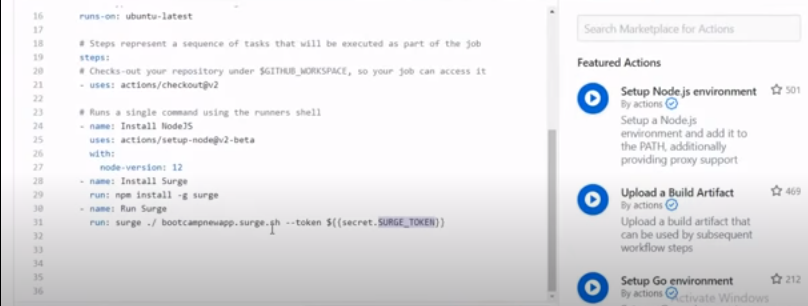 16 runs-on: ubuntu-latest
17
18 # Steps represent a sequence of tasks that will be executed as part of the job
19 steps:
20 # Checks-out your repository under $GITHUB_WORKSPACE, so your job can access it
21 - uses: actions/checkout@v2
22
23 # Runs a single command using the runners shell
24 - name: Install NodeJS
25 uses: actions/setup-node@v2-beta
26 with:
27 node-version: 12
28 - name: Install Surge
29 run: npm install -g surge
30 - name: Run Surge
31 run: surge ./ bootcampnewapp.surge.sh --token ${{secret.SURGE_TOKEN}}
32
33
34
35
36
Search Marketplace for Actions
Featured Actions
Setup Node.js environment 501
By actions
Setup a Node.js
environment and add it to
the PATH, additionally
providing proxy support
Upload a Build Artifact 469
By actions
Upload a build artifact that
can be used by subsequent
workflow steps
Setup Go environment 212
By actions
Activate Windows